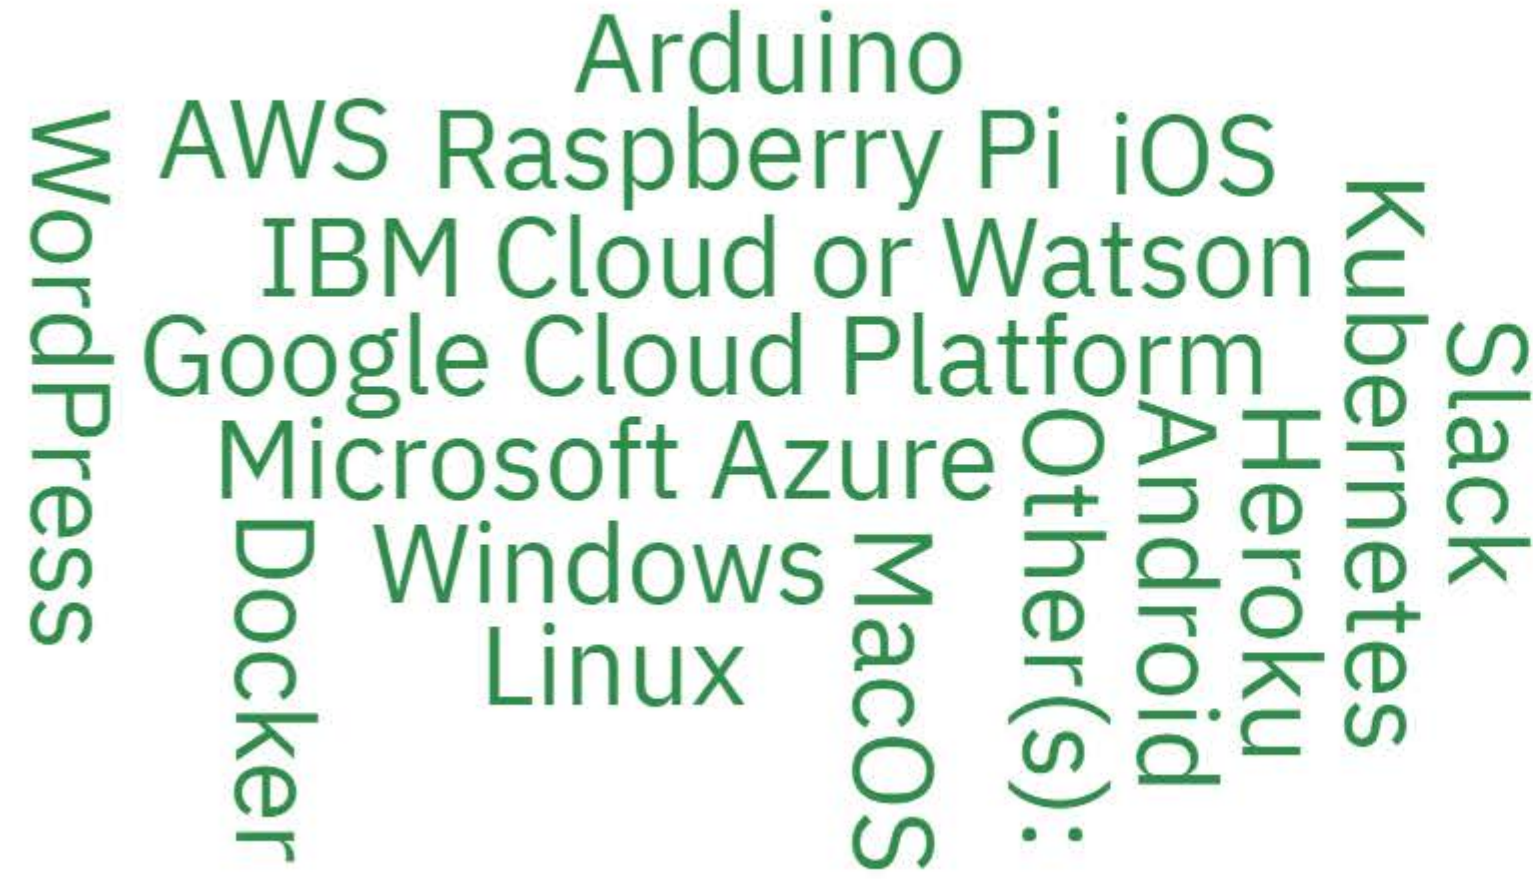 Arduino
AWS
Raspberry Pi
iOS
WordPress
IBM Cloud or Watson
Kubernetes
Google Cloud Platform
Slack
Microsoft Azure
Other(s):
Android
Heroku
Docker
Windows
MacOS
Linux